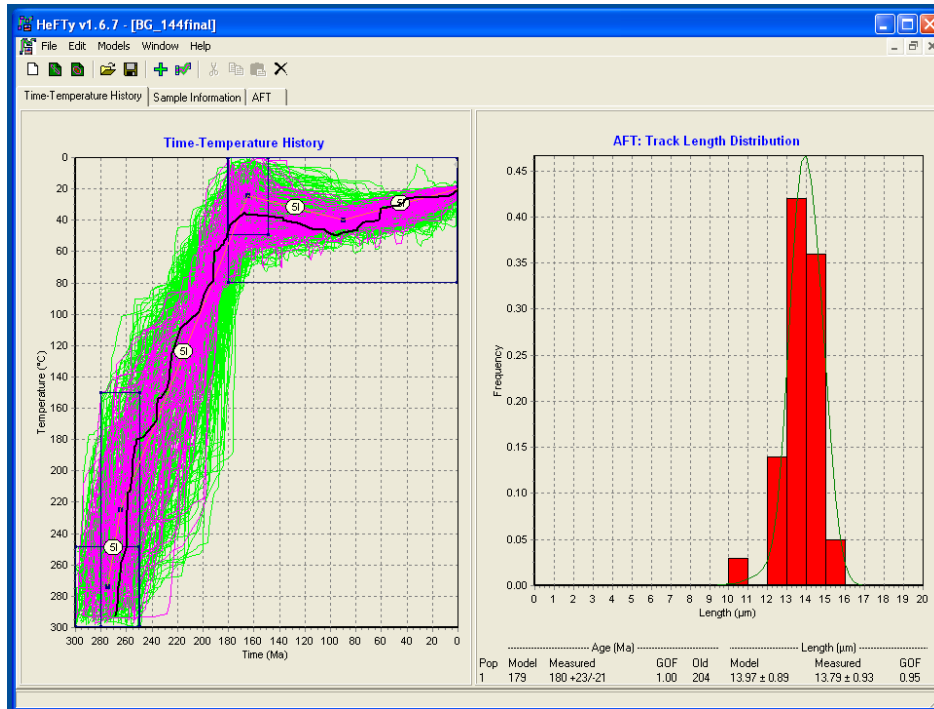 HeFTy v1.6.7 - [BG_144final]
File Edit Models Window Help
Time-Temperature History Sample Information AFT
Time-Temperature History
0
20
40
60
80
100
120
140
160
180
200
220
240
260
280
300
Temperature (°C)
5I
5I
5I
5I
300 280 260 240 220 200 180 160 140 120 100 80 60 40 20 0
Time (Ma)
AFT: Track Length Distribution
0.45
0.40
0.35
0.30
0.25
0.20
0.15
0.10
0.05
0.00
Frequency
0 1 2 3 4 5 6 7 8 9 10 11 12 13 14 15 16 17 18 19 20
Length (µm)
---------------- Age (Ma) ---------------- ------------- Length (µm) -----------
Pop Model Measured GOF Old Model Measured GOF
1 179 180 +23/-21 1.00 204 13.97 ± 0.89 13.79 ± 0.93 0.95